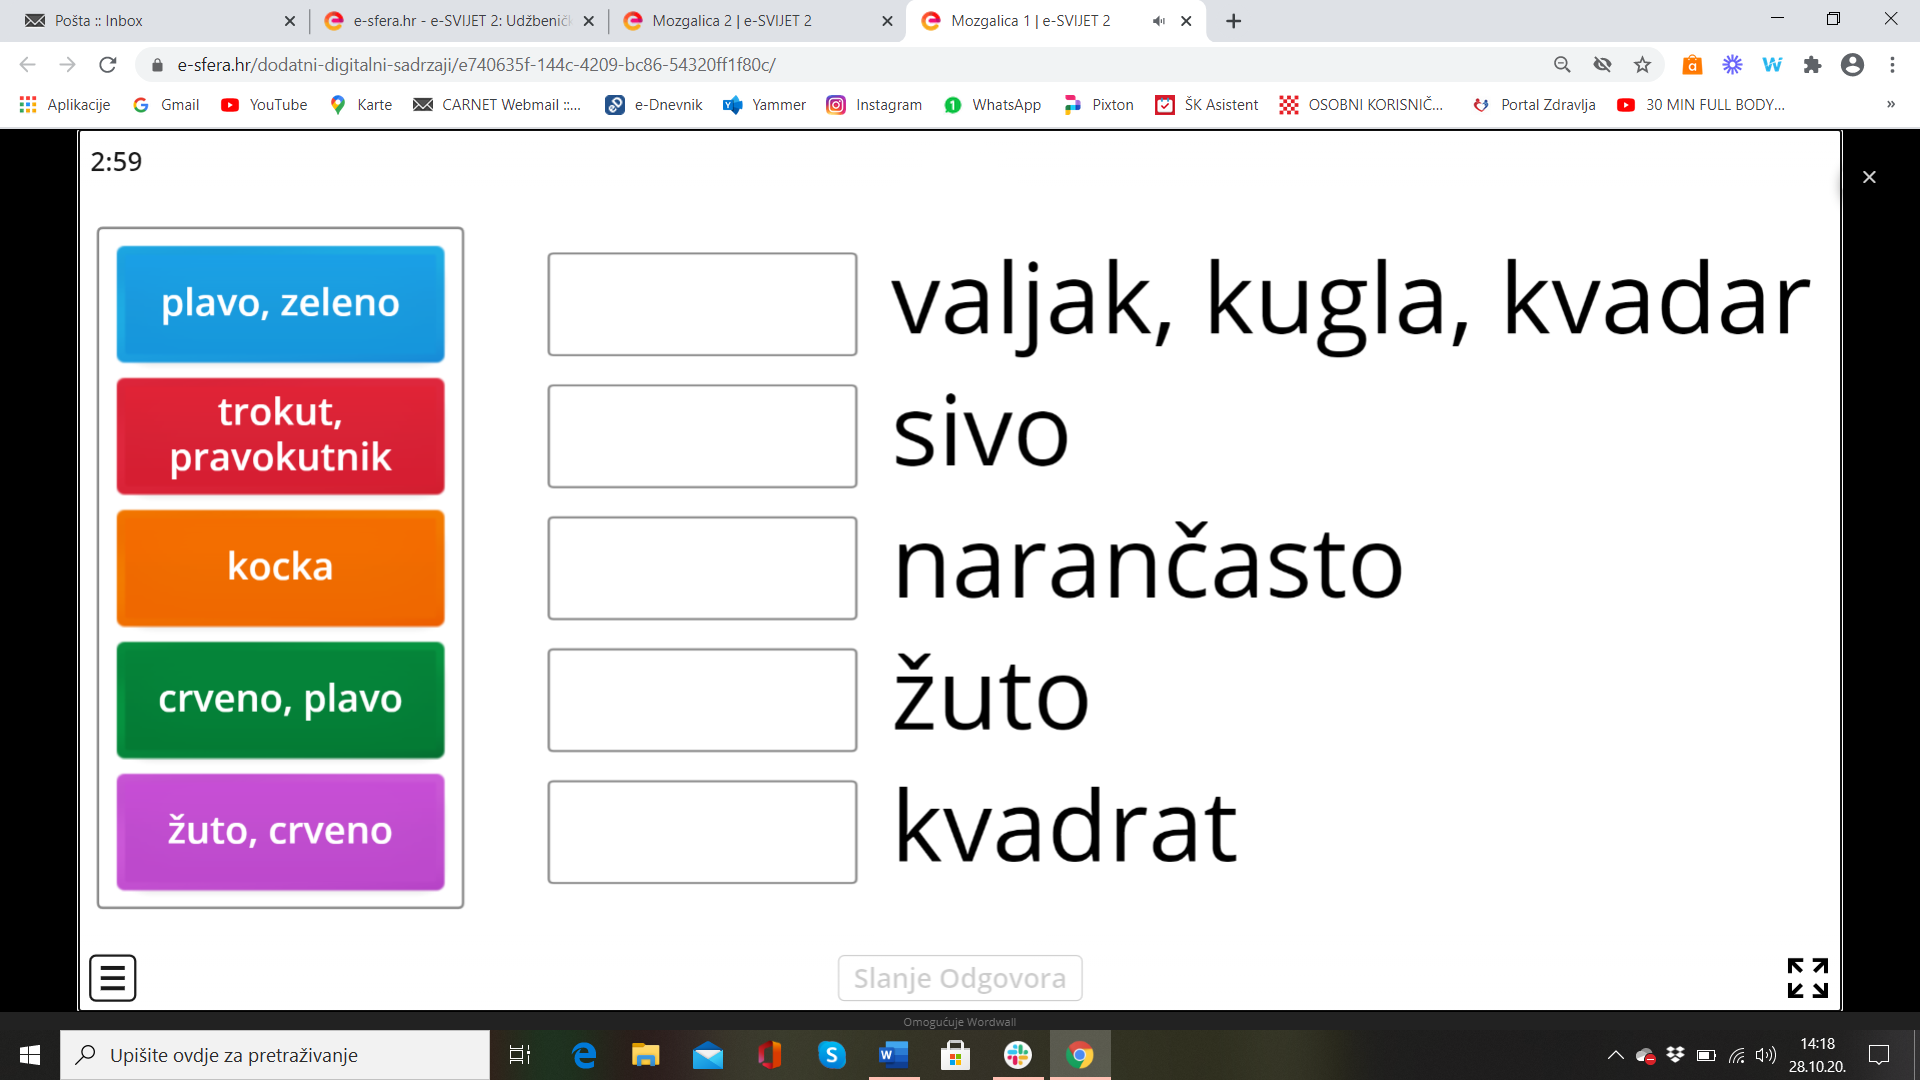 Pošta :: Inbox
e-sfera.hr - e-SVIJET 2: Udžbenič
Mozgalica 2 | e-SVIJET 2
Mozgalica 1 | e-SVIJET 2
e-sfera.hr/dodatni-digitalni-sadrzaji/e740635f-144c-4209-bc86-54320ff1f80c/
Aplikacije
Gmail
YouTube
Karte
CARNET Webmail ::...
e-Dnevnik
Yammer
Instagram
WhatsApp
Pixton
ŠK Asistent
OSOBNI KORISNIČ...
Portal Zdravlja
30 MIN FULL BODY...
2:59
plavo, zeleno
valjak, kugla, kvadar
trokut,
pravokutnik
sivo
kocka
narančasto
crveno, plavo
žuto
žuto, crveno
kvadrat
Slanje Odgovora
Omogućuje Wordwall
Upišite ovdje za pretraživanje
14:18
28.10.20.